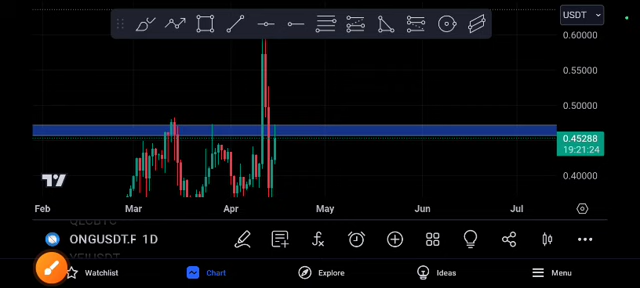 USDT
0.60000
0.55000
0.50000
0.45288
19:21:24
0.40000
Feb Mar Apr May Jun Jul
ONGUSDT.F 1D
Watchlist Chart Explore Ideas Menu